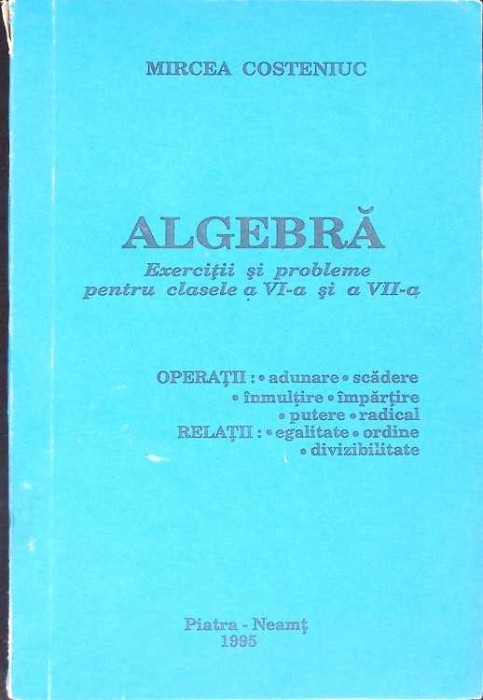 MIRCEA COSTENIUC
ALGEBRĂ
Exerciţii şi probleme
pentru clasele a VI-a şi a VII-a
OPERAŢII : • adunare • scădere
• înmulţire • împărţire
• putere • radical
RELAŢII : • egalitate • ordine
• divizibilitate
Piatra - Neamţ
1995